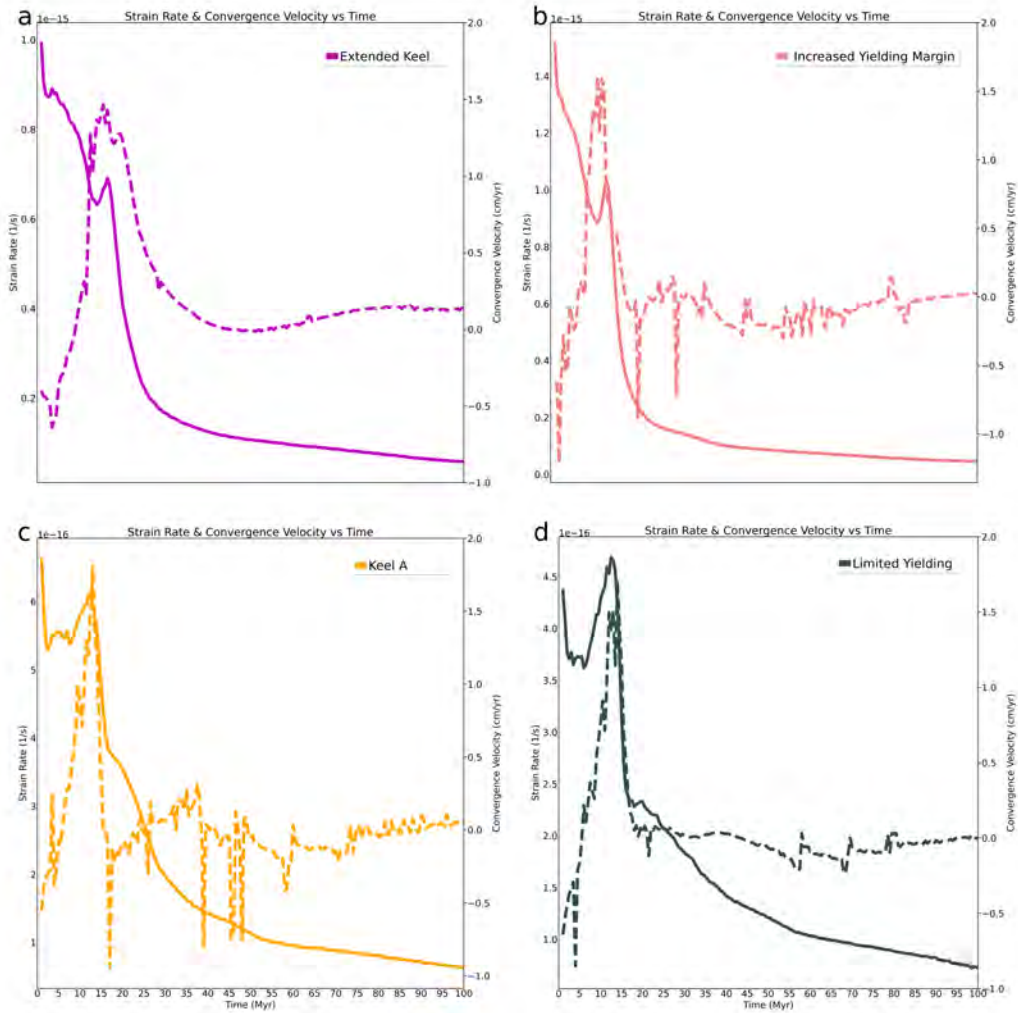 a
Strain Rate & Convergence Velocity vs Time
1e−15
Extended Keel
Strain Rate (1/s)
1.0
0.8
0.6
0.4
0.2
Convergence Velocity (cm/yr)
2.0
1.5
1.0
0.5
0.0
−0.5
−1.0
b
Strain Rate & Convergence Velocity vs Time
1e−15
Increased Yielding Margin
Strain Rate (1/s)
1.4
1.2
1.0
0.8
0.6
0.4
0.2
0.0
Convergence Velocity (cm/yr)
2.0
1.5
1.0
0.5
0.0
−0.5
−1.0
c
Strain Rate & Convergence Velocity vs Time
1e−16
Keel A
Strain Rate (1/s)
6
5
4
3
2
1
Convergence Velocity (cm/yr)
2.0
1.5
1.0
0.5
0.0
−0.5
−1.0
0 5 10 15 20 25 30 35 40 45 50 55 60 65 70 75 80 85 90 95 100
Time (Myr)
d
Strain Rate & Convergence Velocity vs Time
1e−16
Limited Yielding
Strain Rate (1/s)
4.5
4.0
3.5
3.0
2.5
2.0
1.5
1.0
Convergence Velocity (cm/yr)
2.0
1.5
1.0
0.5
0.0
−0.5
−1.0
0 5 10 15 20 25 30 35 40 45 50 55 60 65 70 75 80 85 90 95 100
Time (Myr)